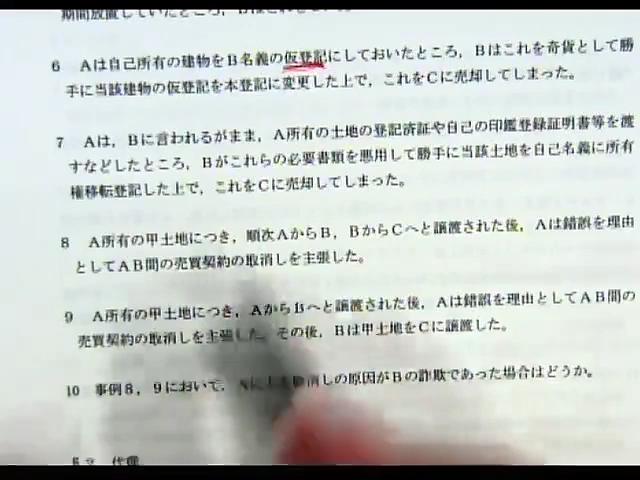 6 Aは自己所有の建物をB名義の仮登記にしておいたところ，Bはこれを奇貨として勝
手に当該建物の仮登記を本登記に変更した上で，これをCに売却してしまった。
7 Aは，Bに言われるがまま，A所有の土地の登記済証や自己の印鑑登録証明書等を渡
すなどしたところ，Bがこれらの必要書類を悪用して勝手に当該土地を自己名義に所有
権移転登記した上で，これをCに売却してしまった。
8 A所有の甲土地につき，順次AからB，BからCへと譲渡された後，Aは錯誤を理由
としてAB間の売買契約の取消しを主張した。
9 A所有の甲土地につき，AからBへと譲渡された後，Aは錯誤を理由としてAB間の
売買契約の取消しを主張した。その後，Bは甲土地をCに譲渡した。
10 事例8，9において，消しの原因がBの詐欺であった場合はどうか。
代理